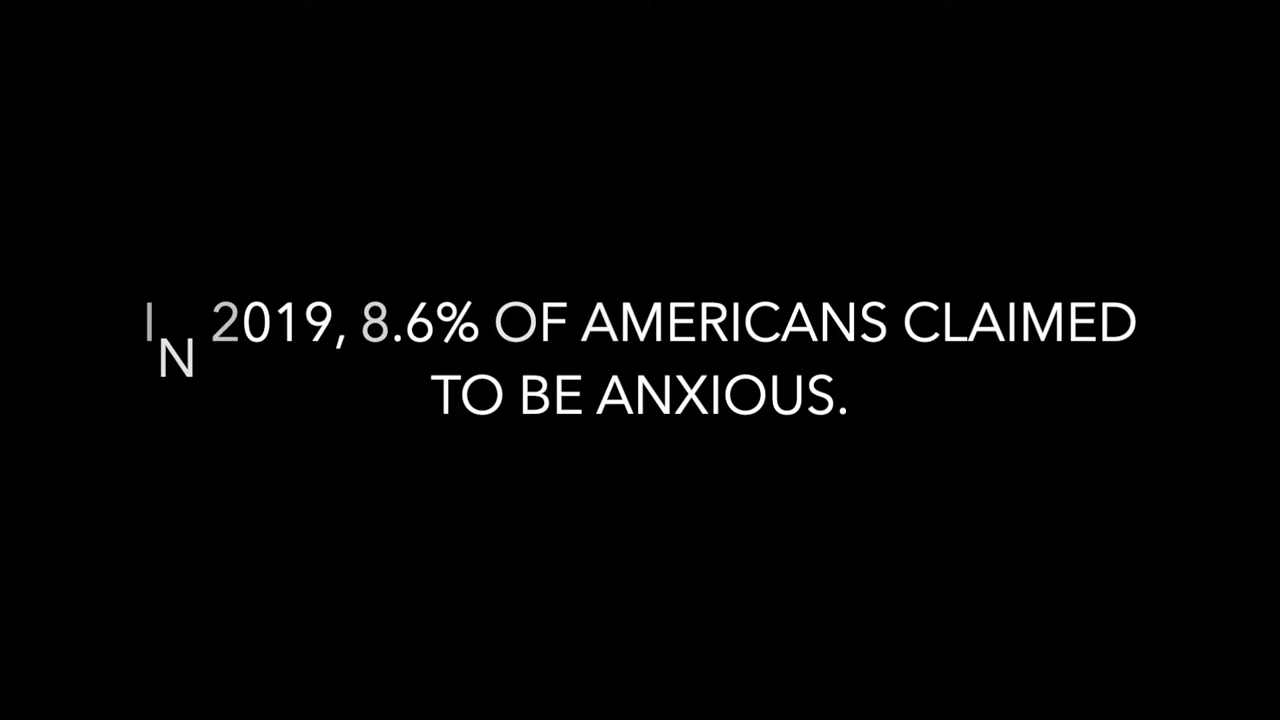 IN 2019, 8.6% OF AMERICANS CLAIMED
TO BE ANXIOUS.